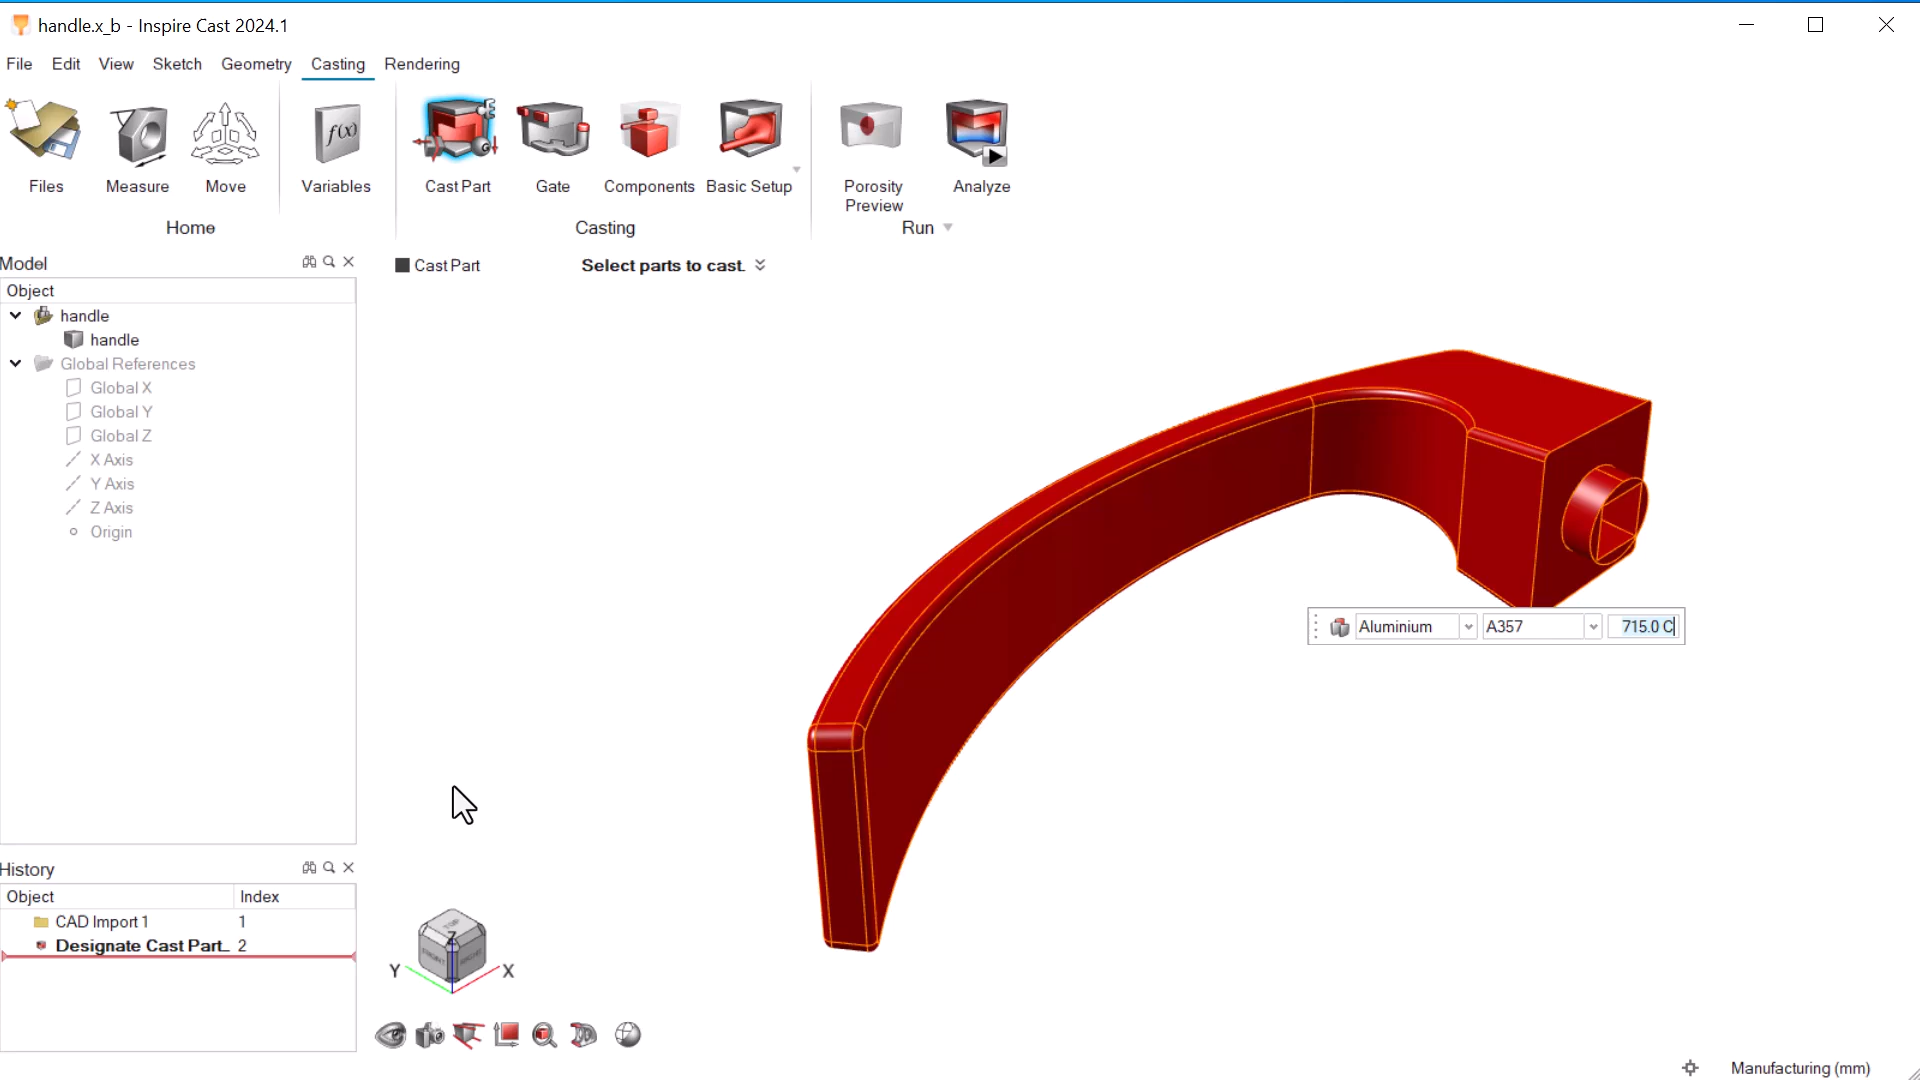 handle.x_b - Inspire Cast 2024.1
File Edit View Sketch Geometry Casting Rendering
f(x)
G
Files Measure Move Variables Cast Part Gate Components Basic Setup Porosity Preview Analyze
Home Casting Run
Model
Cast Part Select parts to cast.
Object
handle
handle
Global References
Global X
Global Y
Global Z
X Axis
Y Axis
Z Axis
Origin
Aluminium A357 715.0 C
History
Object Index
CAD Import 1 1
Designate Cast Part... 2
TOP
FRONT
Z
Y X
Manufacturing (mm)